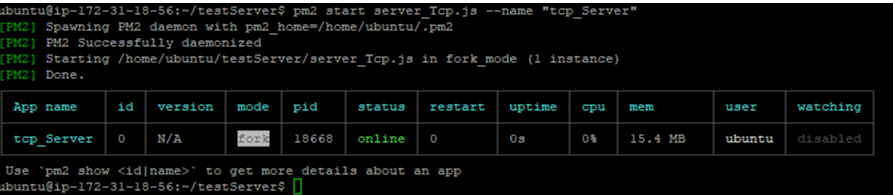 ubuntu@ip-172-31-18-56:~/testServer$ pm2 start server_Tcp.js --name "tcp_Server"
[PM2] Spawning PM2 daemon with pm2_home=/home/ubuntu/.pm2
[PM2] PM2 Successfully daemonized
[PM2] Starting /home/ubuntu/testServer/server_Tcp.js in fork_mode (1 instance)
[PM2] Done.
App name id version mode pid status restart uptime cpu mem user watching
tcp_Server 0 N/A fork 18668 online 0 0s 0% 15.4 MB ubuntu disabled
Use `pm2 show <id|name>` to get more details about an app
ubuntu@ip-172-31-18-56:~/testServer$